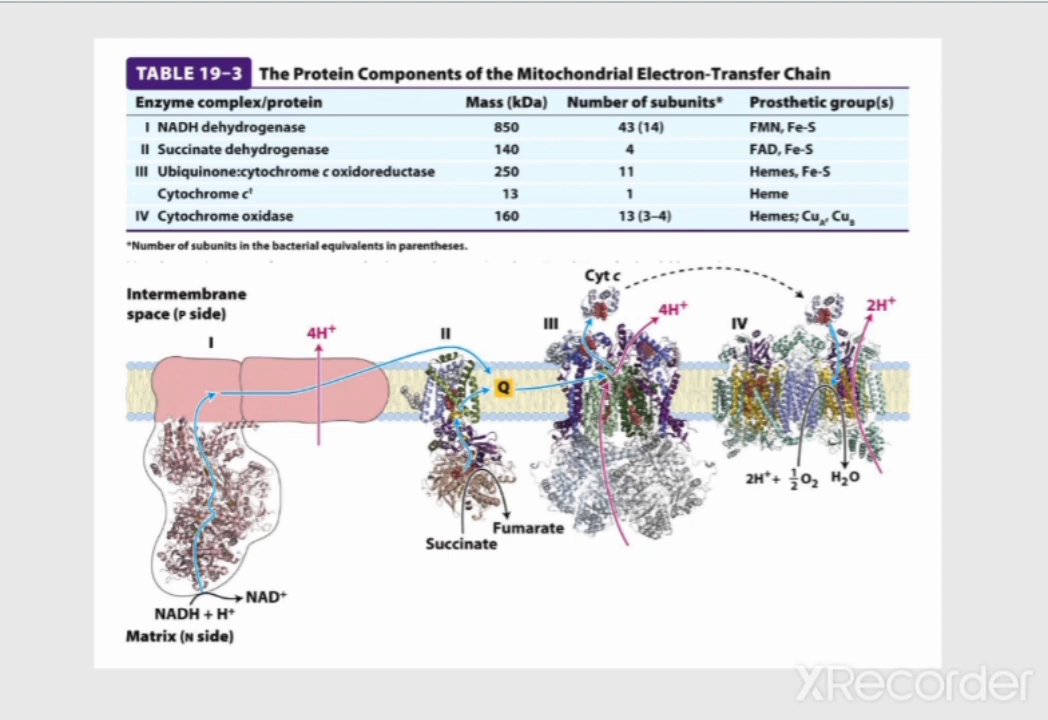 TABLE 19–3 The Protein Components of the Mitochondrial Electron-Transfer Chain
Enzyme complex/protein Mass (kDa) Number of subunits* Prosthetic group(s)
I NADH dehydrogenase 850 43 (14) FMN, Fe-S
II Succinate dehydrogenase 140 4 FAD, Fe-S
III Ubiquinone:cytochrome c oxidoreductase 250 11 Hemes, Fe-S
Cytochrome c† 13 1 Heme
IV Cytochrome oxidase 160 13 (3–4) Hemes; CuA, CuB
*Number of subunits in the bacterial equivalents in parentheses.
Intermembrane
space (P side)
I
4H+
II
Q
III
Cyt c
4H+
IV
2H+
2H+ + 1/2 O2 H2O
Succinate
Fumarate
NADH + H+
NAD+
Matrix (N side)
XRecorder